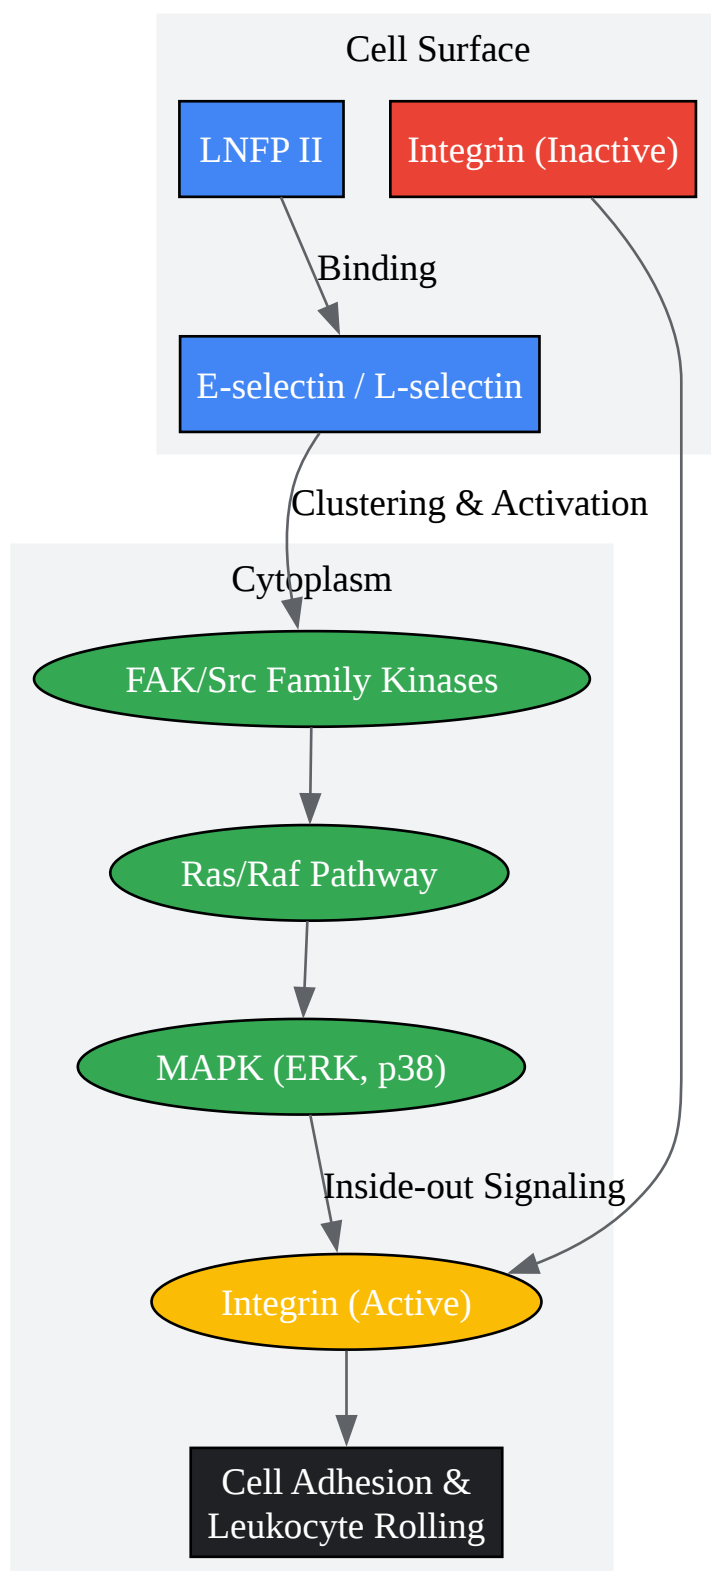 Cell Surface
LNFP II
Integrin (Inactive)
Binding
E-selectin / L-selectin
Clustering & Activation
Cytoplasm
FAK/Src Family Kinases
Ras/Raf Pathway
MAPK (ERK, p38)
Inside-out Signaling
Integrin (Active)
Cell Adhesion &
Leukocyte Rolling